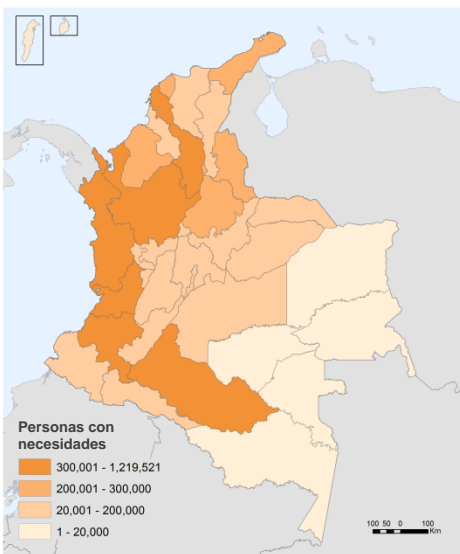 Personas con
necesidades
300,001 - 1,219,521
200,001 - 300,000
20,001 - 200,000
1 - 20,000
100 50 0 100
Km